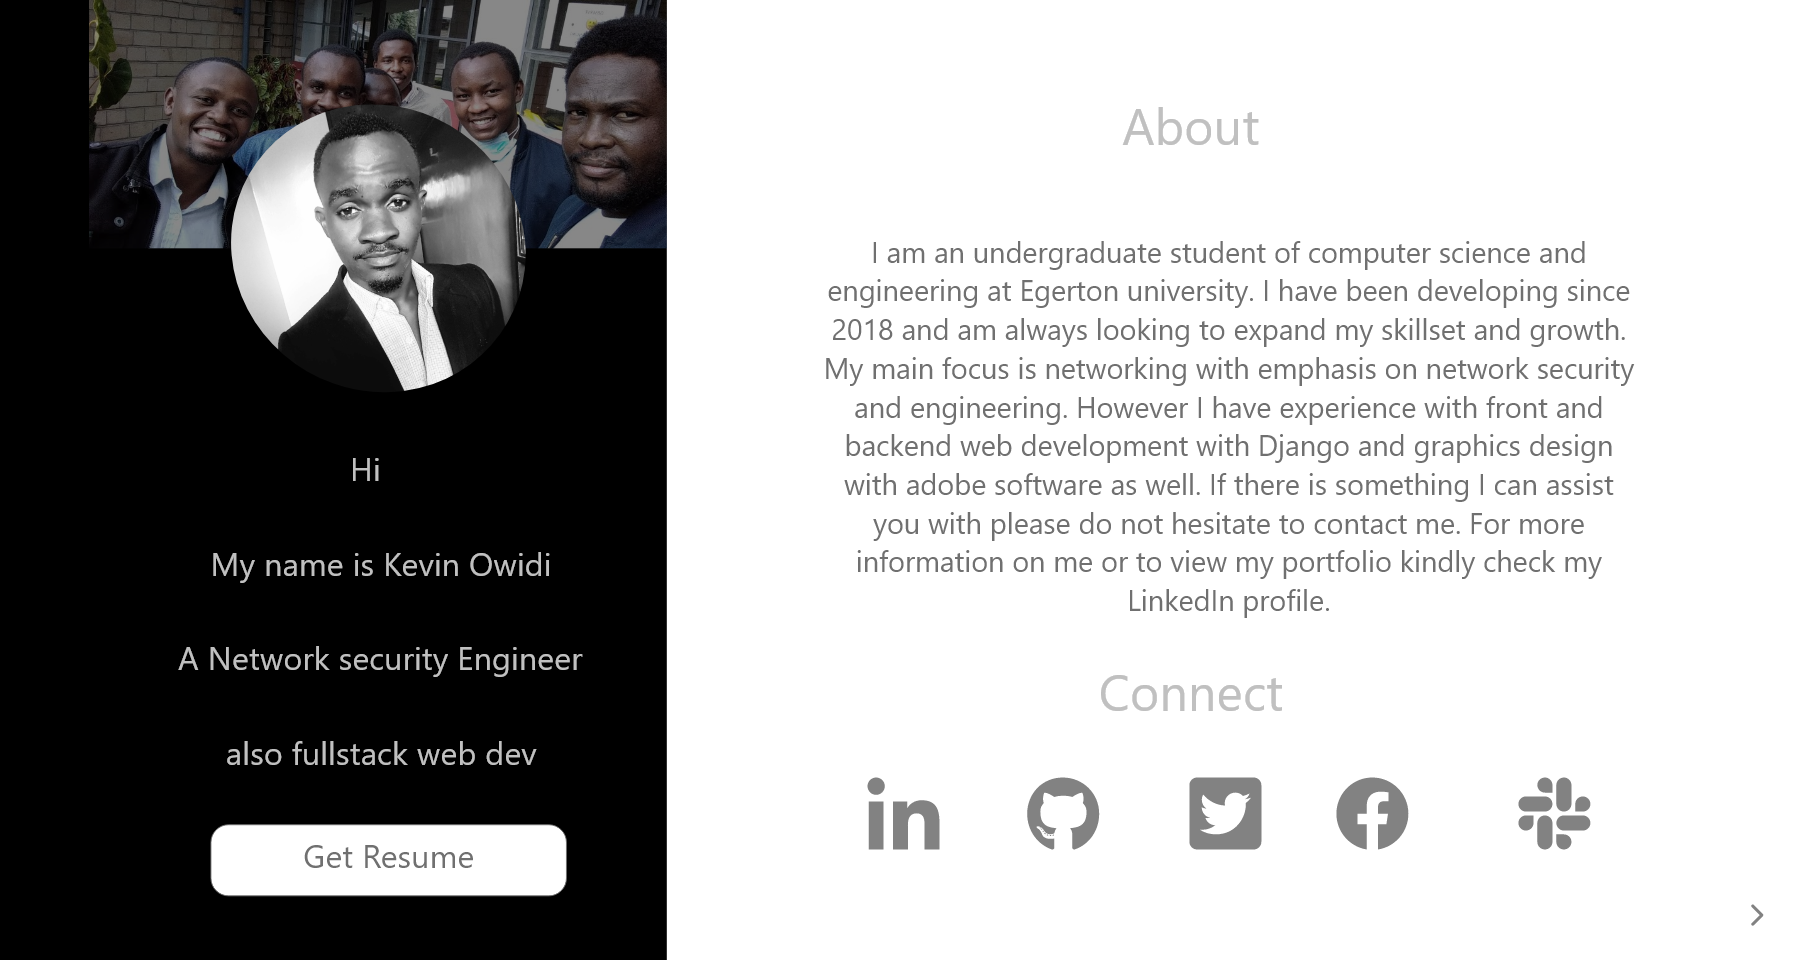 Hi
My name is Kevin Owidi
A Network security Engineer
also fullstack web dev
Get Resume
About
I am an undergraduate student of computer science and
engineering at Egerton university. I have been developing since
2018 and am always looking to expand my skillset and growth.
My main focus is networking with emphasis on network security
and engineering. However I have experience with front and
backend web development with Django and graphics design
with adobe software as well. If there is something I can assist
you with please do not hesitate to contact me. For more
information on me or to view my portfolio kindly check my
LinkedIn profile.
Connect
in